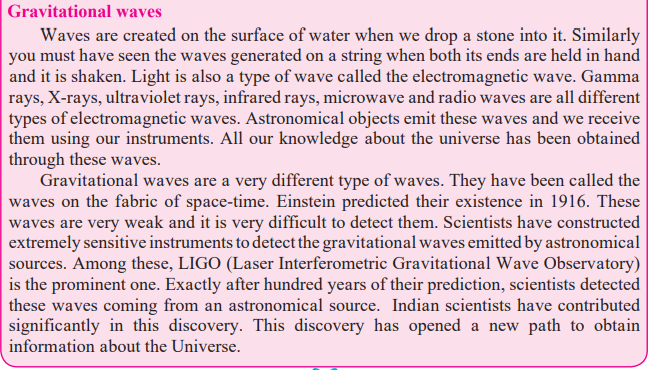 Gravitational waves
Waves are created on the surface of water when we drop a stone into it. Similarly
you must have seen the waves generated on a string when both its ends are held in hand
and it is shaken. Light is also a type of wave called the electromagnetic wave. Gamma
rays, X-rays, ultraviolet rays, infrared rays, microwave and radio waves are all different
types of electromagnetic waves. Astronomical objects emit these waves and we receive
them using our instruments. All our knowledge about the universe has been obtained
through these waves.
Gravitational waves are a very different type of waves. They have been called the
waves on the fabric of space-time. Einstein predicted their existence in 1916. These
waves are very weak and it is very difficult to detect them. Scientists have constructed
extremely sensitive instruments to detect the gravitational waves emitted by astronomical
sources. Among these, LIGO (Laser Interferometric Gravitational Wave Observatory)
is the prominent one. Exactly after hundred years of their prediction, scientists detected
these waves coming from an astronomical source. Indian scientists have contributed
significantly in this discovery. This discovery has opened a new path to obtain
information about the Universe.